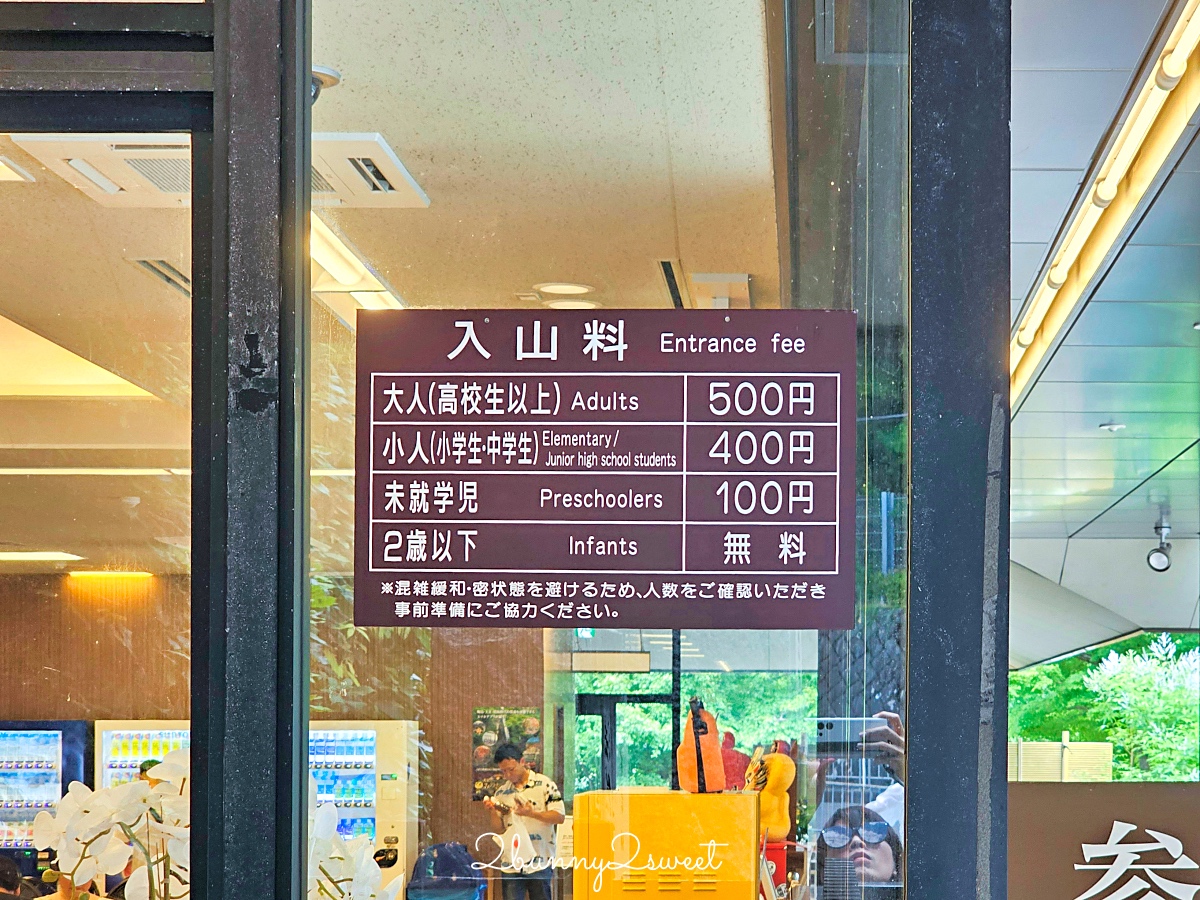 入山料 Entrance fee
大人(高校生以上) Adults 500円
小人(小学生・中学生) Elementary/ Junior high school students 400円
未就学児 Preschoolers 100円
2歳以下 Infants 無料
※混雑緩和・密状態を避けるため、人数をご確認いただき
事前準備にご協力ください。
2bunny2sweet
参